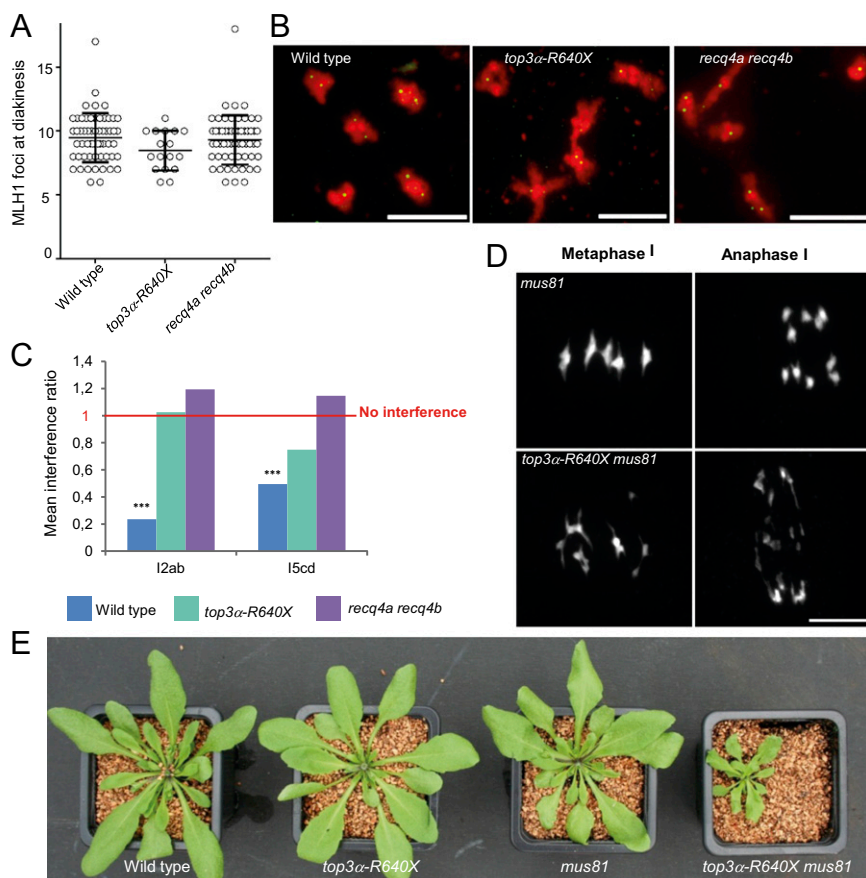 A
MLH1 foci at diakinesis
15
10
5
0
Wild type
top3α-R640X
recq4a recq4b
B
Wild type
top3α-R640X
recq4a recq4b
C
Mean interference ratio
1,4
1,2
1
0,8
0,6
0,4
0,2
0
No interference
***
***
I2ab
I5cd
Wild type
top3α-R640X
recq4a recq4b
D
Metaphase I
Anaphase I
mus81
top3α-R640X mus81
E
Wild type
top3α-R640X
mus81
top3α-R640X mus81